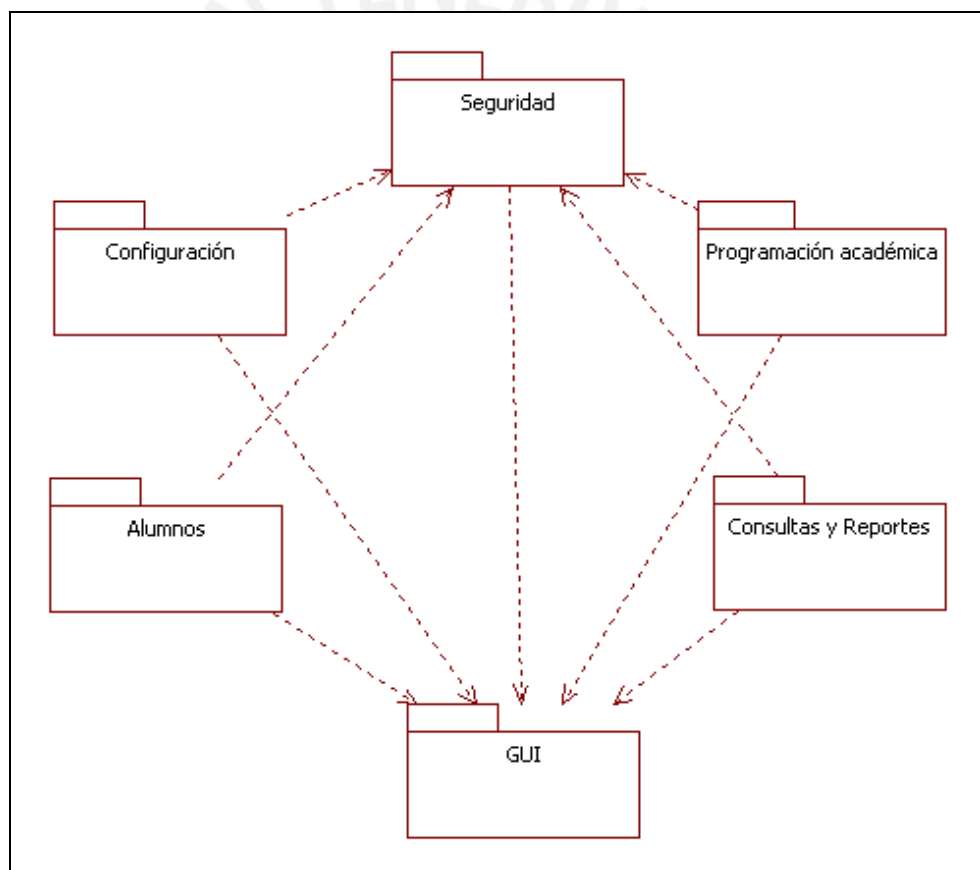 Seguridad
Configuración
Programación académica
Alumnos
Consultas y Reportes
GUI